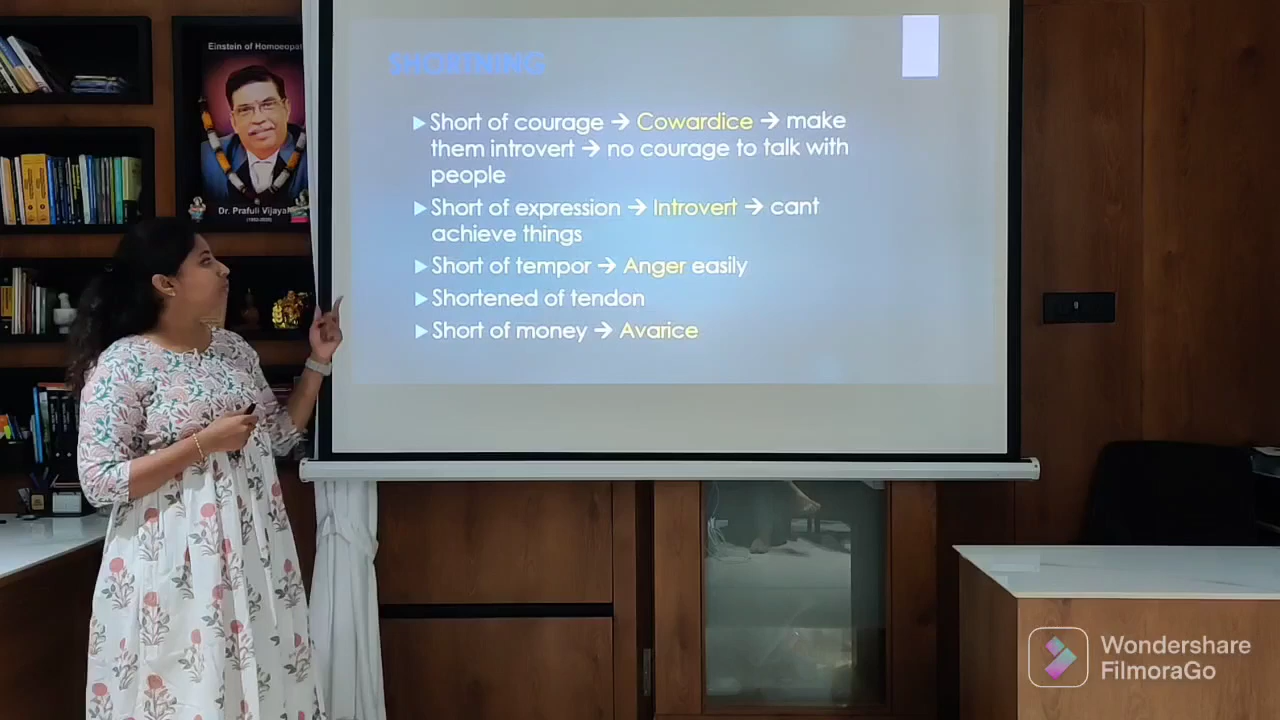 Einstein of Homoeopat
Dr. Prafull Vijayak
SHORTNING
Short of courage → Cowardice → make
them introvert → no courage to talk with
people
Short of expression → Introvert → cant
achieve things
Short of tempor → Anger easily
Shortened of tendon
Short of money → Avarice
Wondershare
FilmoraGo